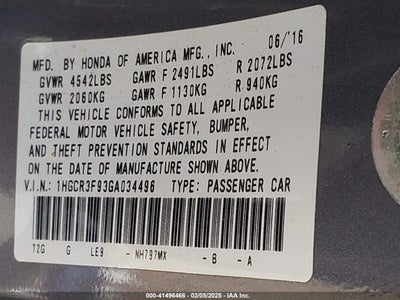 MFD. BY HONDA OF AMERICA MFG., INC. 06/'16
GVWR 4542LBS GAWR F 2491LBS R 2072LBS
GVWR 2060KG GAWR F 1130KG R 940KG
THIS VEHICLE CONFORMS TO ALL APPLICABLE
FEDERAL MOTOR VEHICLE SAFETY, BUMPER,
AND THEFT PREVENTION STANDARDS IN EFFECT
ON THE DATE OF MANUFACTURE SHOWN ABOVE.
V.I.N.: 1HGCR3F93GA034496 TYPE: PASSENGER CAR
T2G G LE9 - NH797MX - B - A
000-41496466 - 02/05/2025 - IAA Inc.